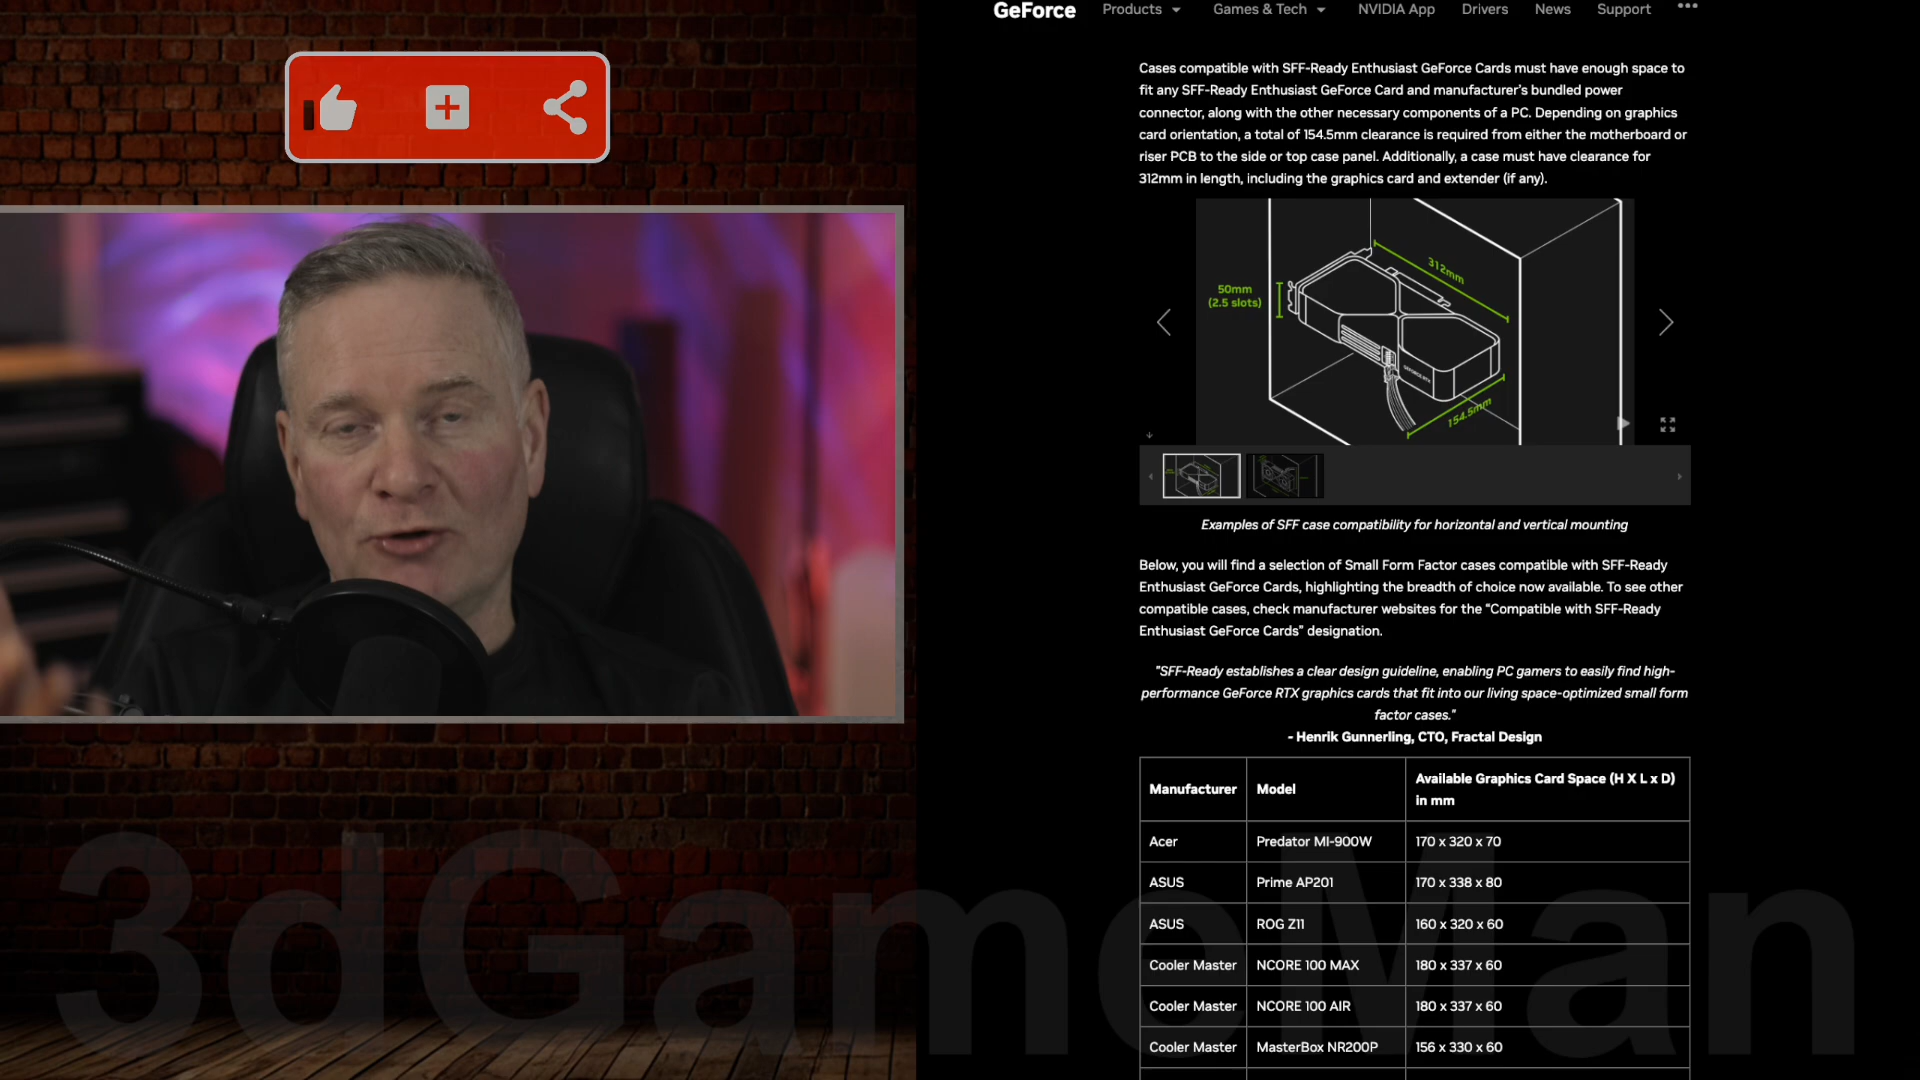 GeForce
Products
Games & Tech
NVIDIA App
Drivers
News
Support
Cases compatible with SFF-Ready Enthusiast GeForce Cards must have enough space to
fit any SFF-Ready Enthusiast GeForce Card and manufacturer's bundled power
connector, along with the other necessary components of a PC. Depending on graphics
card orientation, a total of 154.5mm clearance is required from either the motherboard or
riser PCB to the side or top case panel. Additionally, a case must have clearance for
312mm in length, including the graphics card and extender (if any).
312mm
50mm
(2.5 slots)
GEFORCE RTX
154.5mm
Examples of SFF case compatibility for horizontal and vertical mounting
Below, you will find a selection of Small Form Factor cases compatible with SFF-Ready
Enthusiast GeForce Cards, highlighting the breadth of choice now available. To see other
compatible cases, check manufacturer websites for the “Compatible with SFF-Ready
Enthusiast GeForce Cards” designation.
"SFF-Ready establishes a clear design guideline, enabling PC gamers to easily find high-
performance GeForce RTX graphics cards that fit into our living space-optimized small form
factor cases."
- Henrik Gunnerling, CTO, Fractal Design
Manufacturer Model Available Graphics Card Space (H X L x D)
in mm
Acer Predator MI-900W 170 x 320 x 70
ASUS Prime AP201 170 x 338 x 80
ASUS ROG Z11 160 x 320 x 60
Cooler Master NCORE 100 MAX 180 x 337 x 60
Cooler Master NCORE 100 AIR 180 x 337 x 60
Cooler Master MasterBox NR200P 156 x 330 x 60
3dGameMan